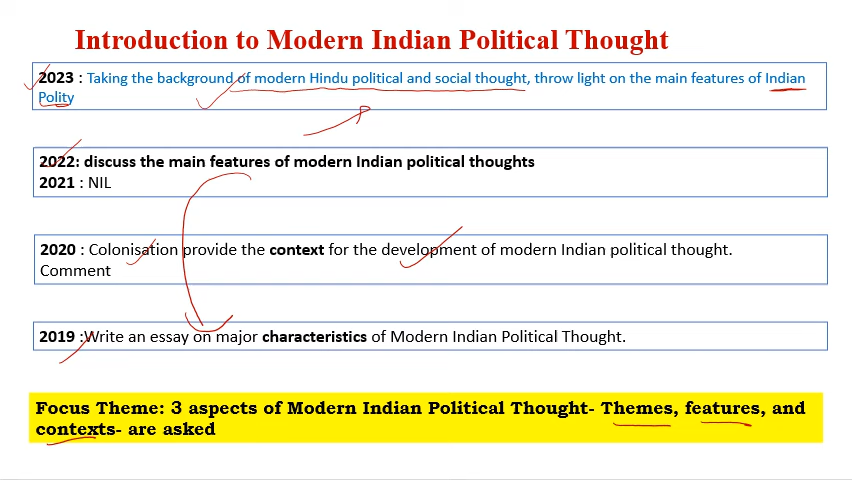 Introduction to Modern Indian Political Thought
2023 : Taking the background of modern Hindu political and social thought, throw light on the main features of Indian
Polity
2022: discuss the main features of modern Indian political thoughts
2021 : NIL
2020 : Colonisation provide the context for the development of modern Indian political thought.
Comment
2019 :Write an essay on major characteristics of Modern Indian Political Thought.
Focus Theme: 3 aspects of Modern Indian Political Thought- Themes, features, and
contexts- are asked